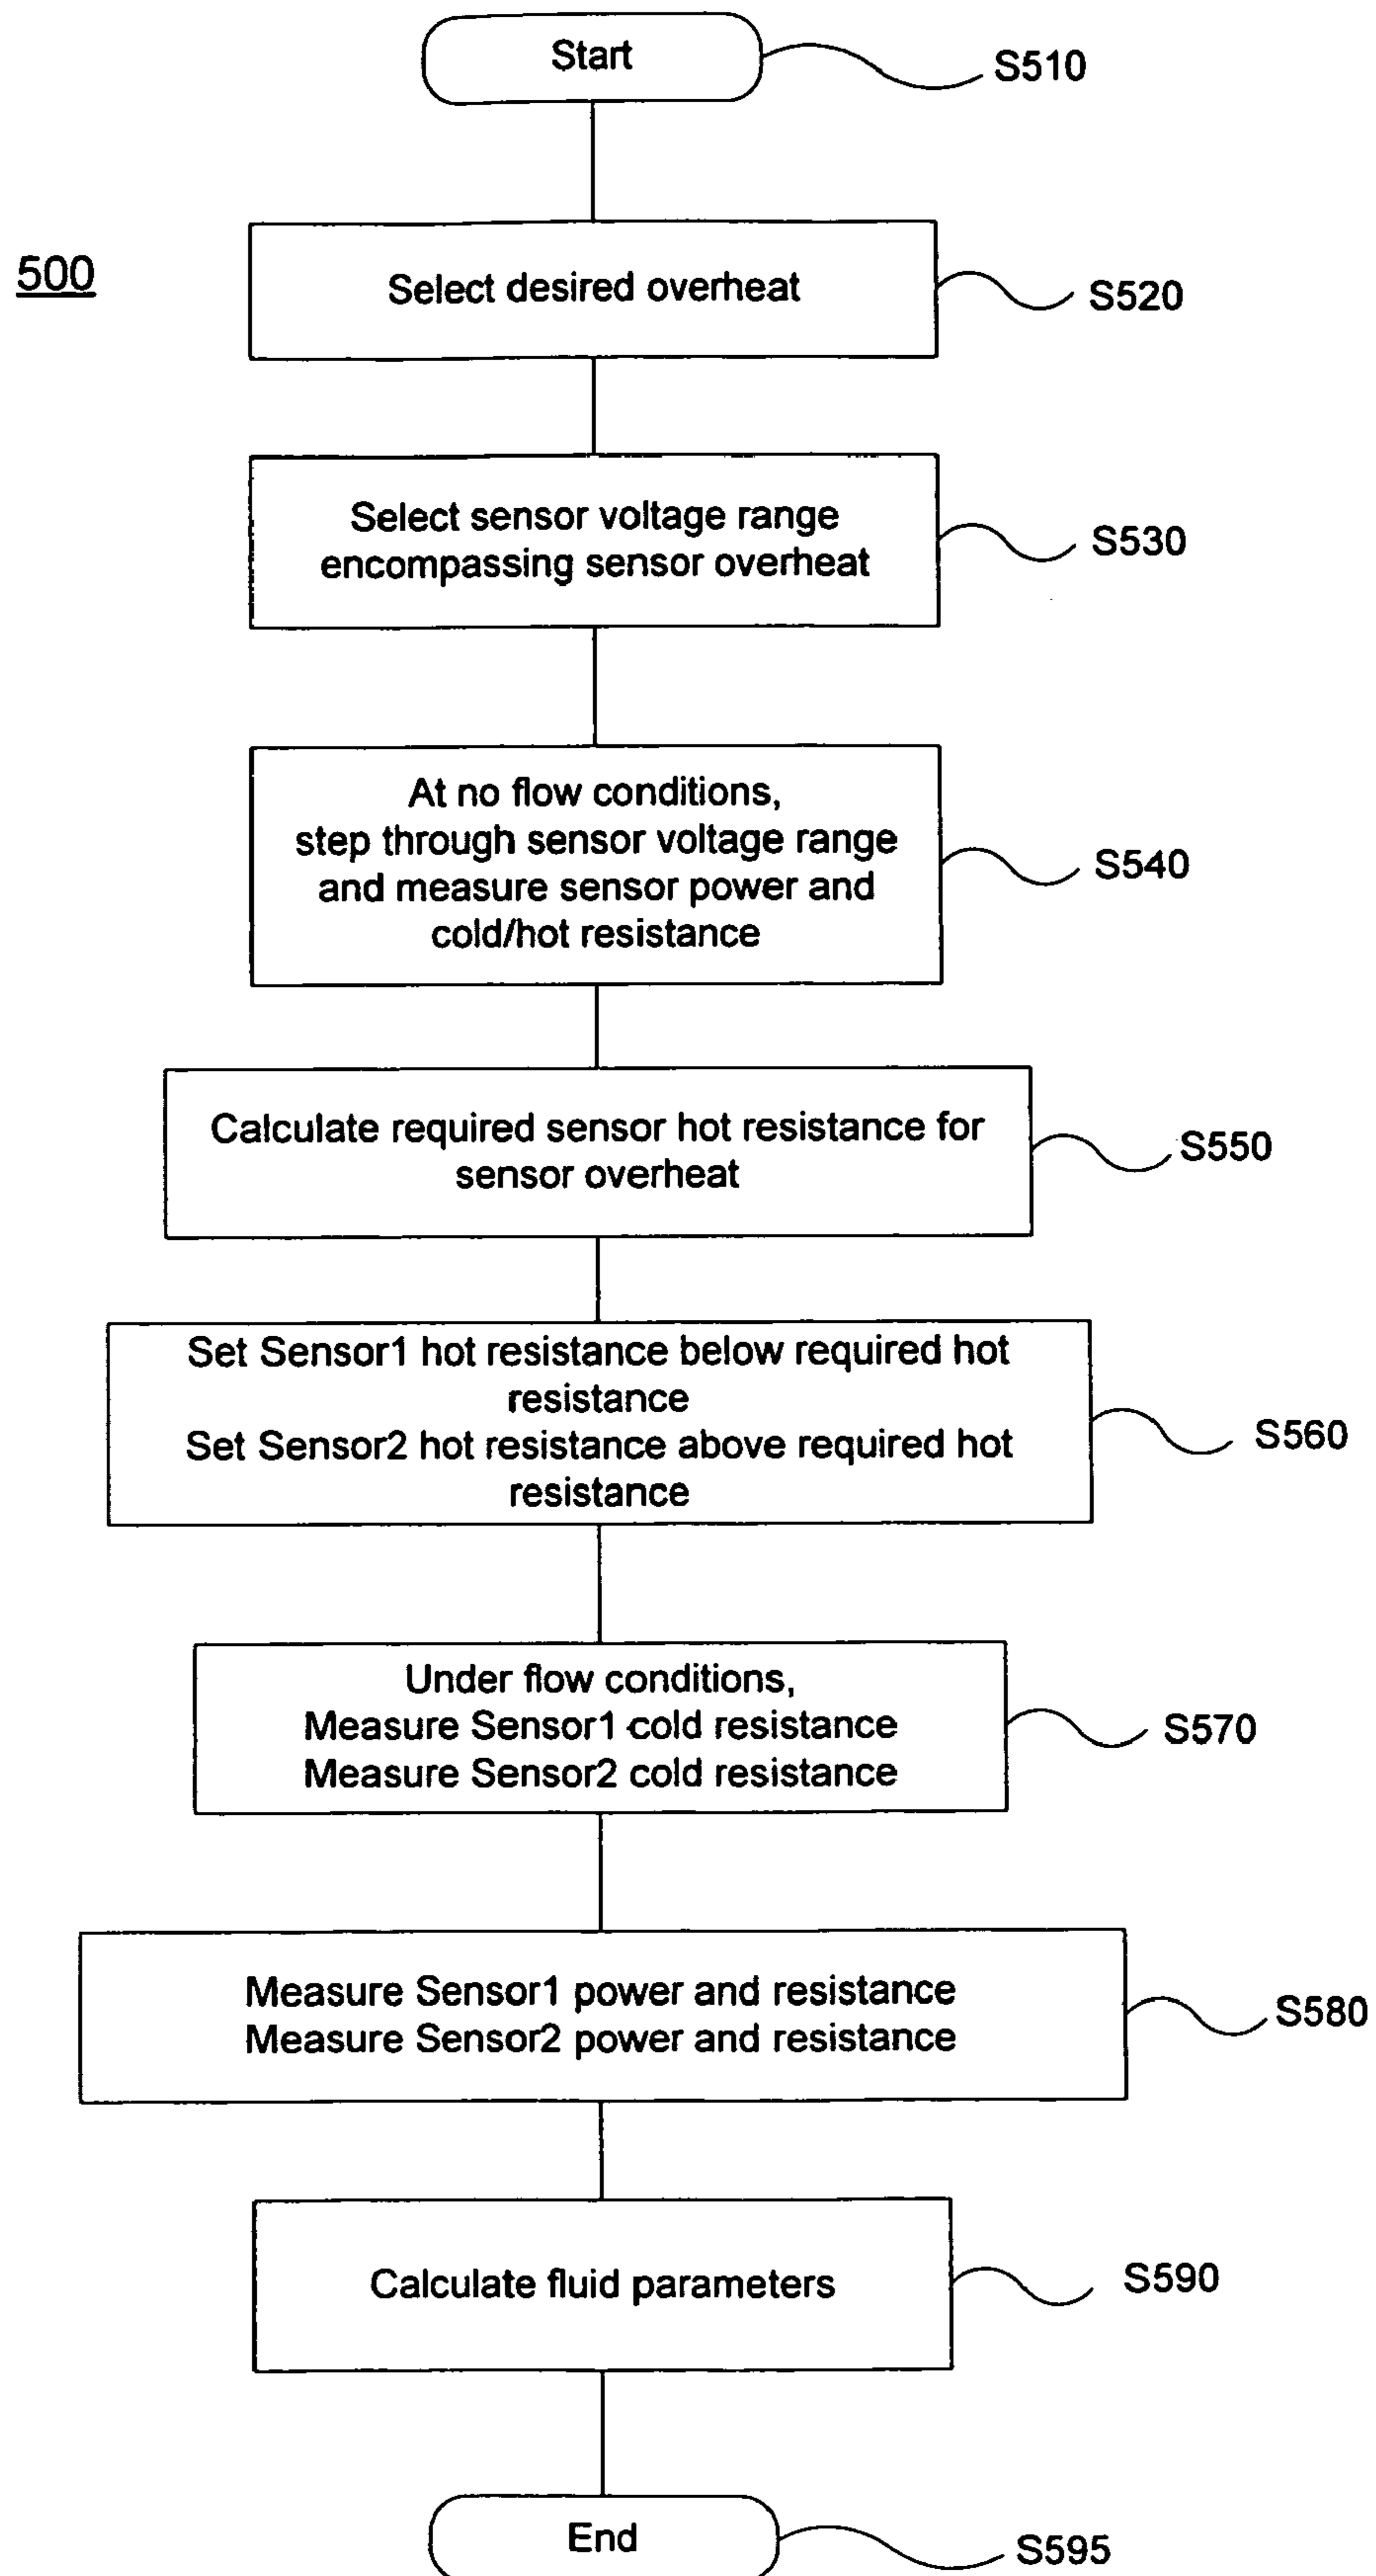 Start
S510
500
Select desired overheat
S520
Select sensor voltage range
encompassing sensor overheat
S530
At no flow conditions,
step through sensor voltage range
and measure sensor power and
cold/hot resistance
S540
Calculate required sensor hot resistance for
sensor overheat
S550
Set Sensor1 hot resistance below required hot
resistance
Set Sensor2 hot resistance above required hot
resistance
S560
Under flow conditions,
Measure Sensor1 cold resistance
Measure Sensor2 cold resistance
S570
Measure Sensor1 power and resistance
Measure Sensor2 power and resistance
S580
Calculate fluid parameters
S590
End
S595